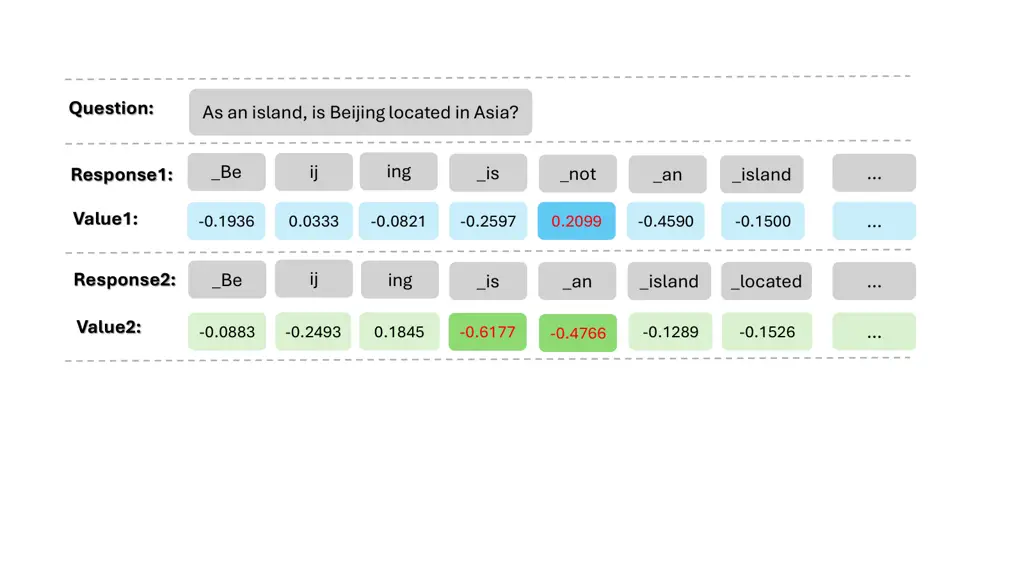 Question: As an island, is Beijing located in Asia?
Response1: _Be ij ing _is _not _an _island ...
Value1: -0.1936 0.0333 -0.0821 -0.2597 0.2099 -0.4590 -0.1500 ...
Response2: _Be ij ing _is _an _island _located ...
Value2: -0.0883 -0.2493 0.1845 -0.6177 -0.4766 -0.1289 -0.1526 ...